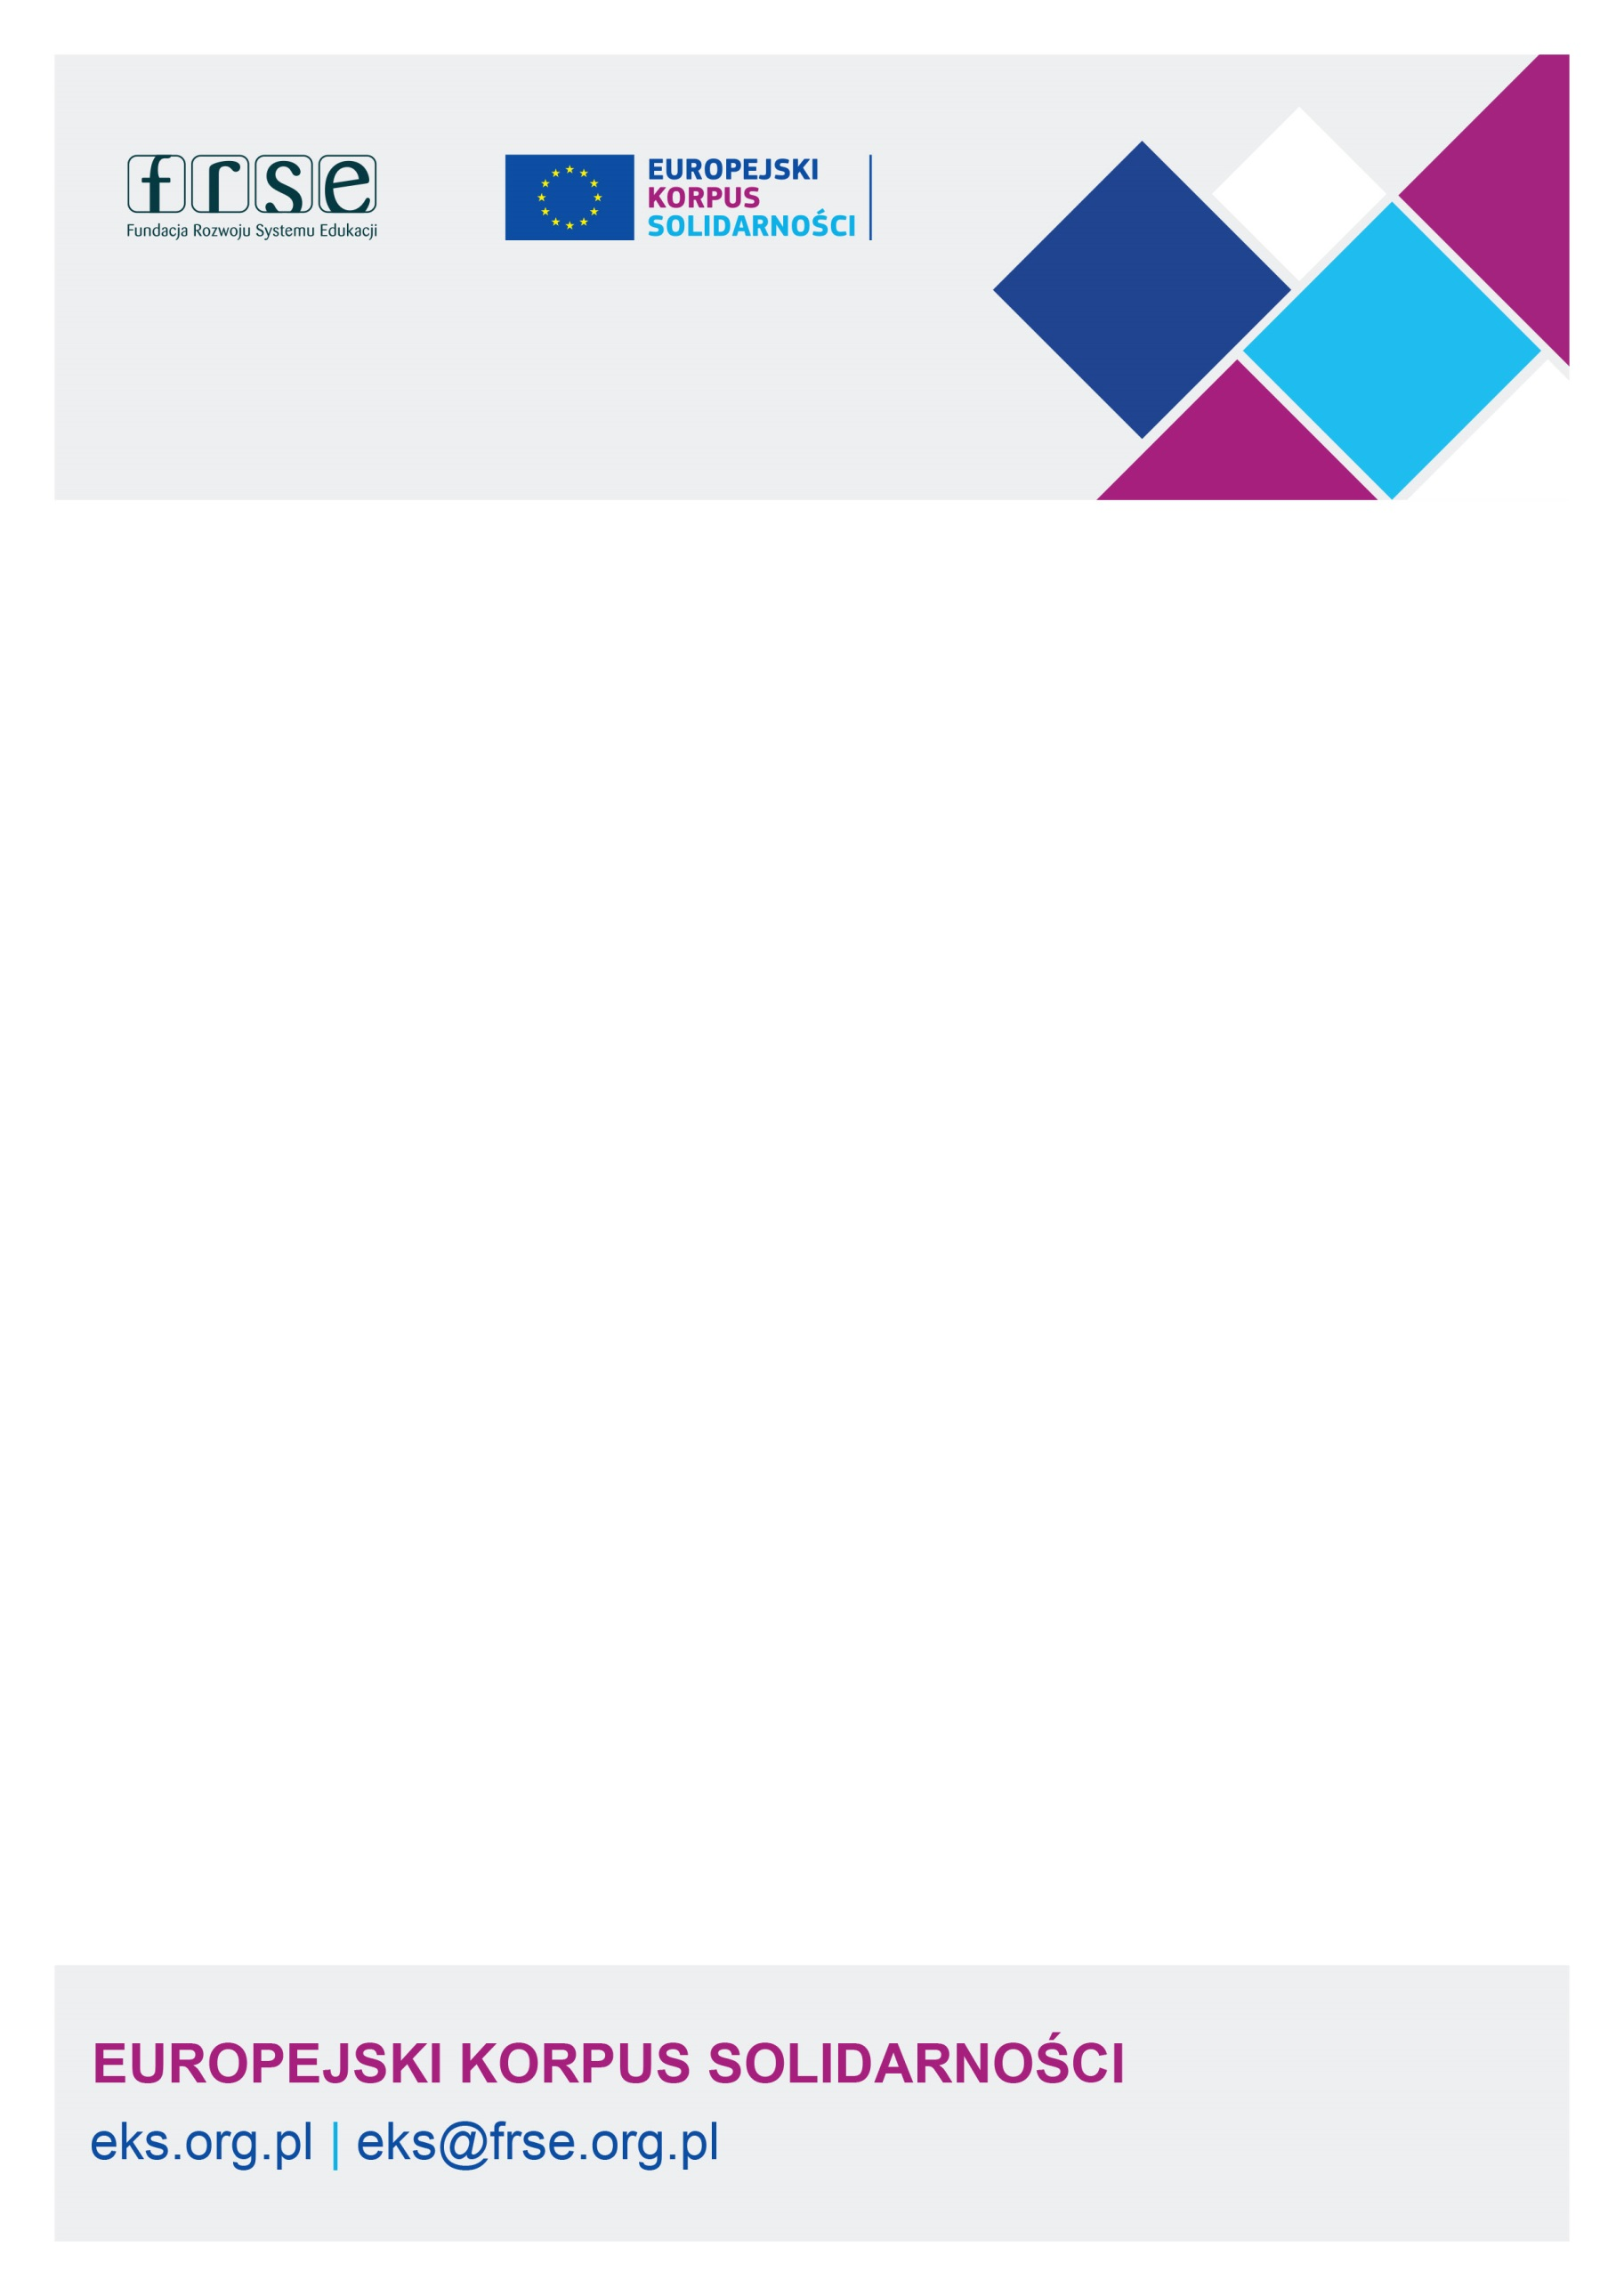 frse
Fundacja Rozwoju Systemu Edukacji
EUROPEJSKI
KORPUS
SOLIDARNOŚCI
EUROPEJSKI KORPUS SOLIDARNOŚCI
eks.org.pl | eks@frse.org.pl